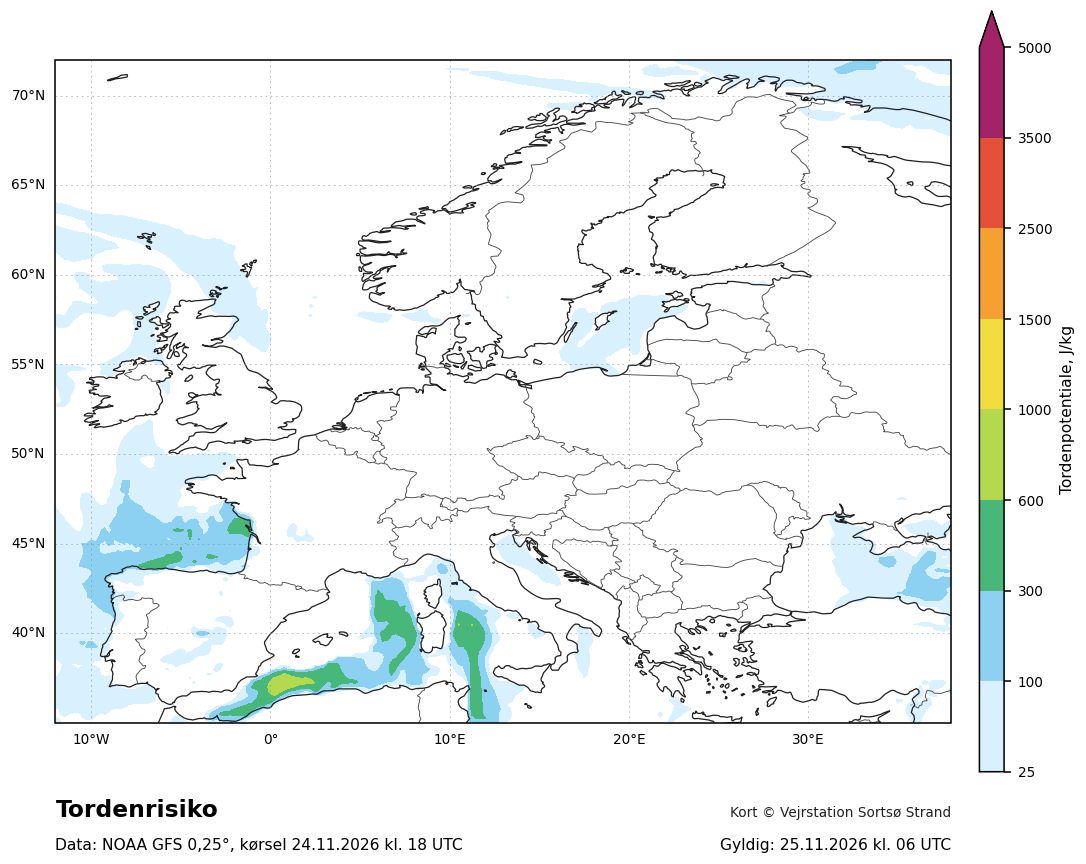 70°N
65°N
60°N
55°N
50°N
45°N
40°N
10°W
0°
10°E
20°E
30°E
5000
3500
2500
1500
1000
600
300
100
25
Tordenpotentiale, J/kg
Tordenrisiko
Kort © Vejrstation Sortsø Strand
Data: NOAA GFS 0,25°, kørsel 24.11.2026 kl. 18 UTC
Gyldig: 25.11.2026 kl. 06 UTC